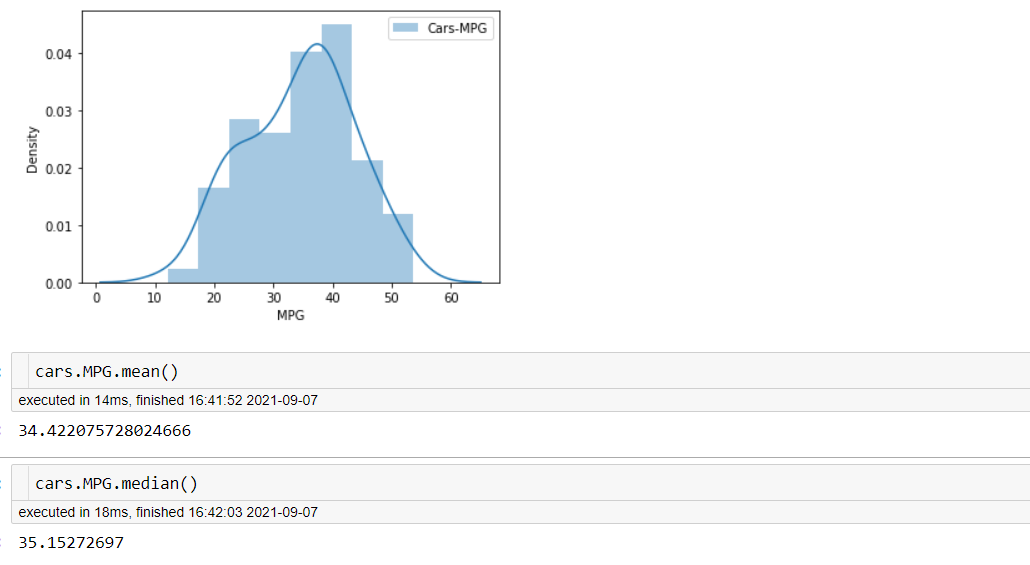 Cars-MPG
0.04
0.03
0.02
0.01
0.00
Density
0 10 20 30 40 50 60
MPG
: cars.MPG.mean()
executed in 14ms, finished 16:41:52 2021-09-07
: 34.422075728024666
: cars.MPG.median()
executed in 18ms, finished 16:42:03 2021-09-07
: 35.15272697